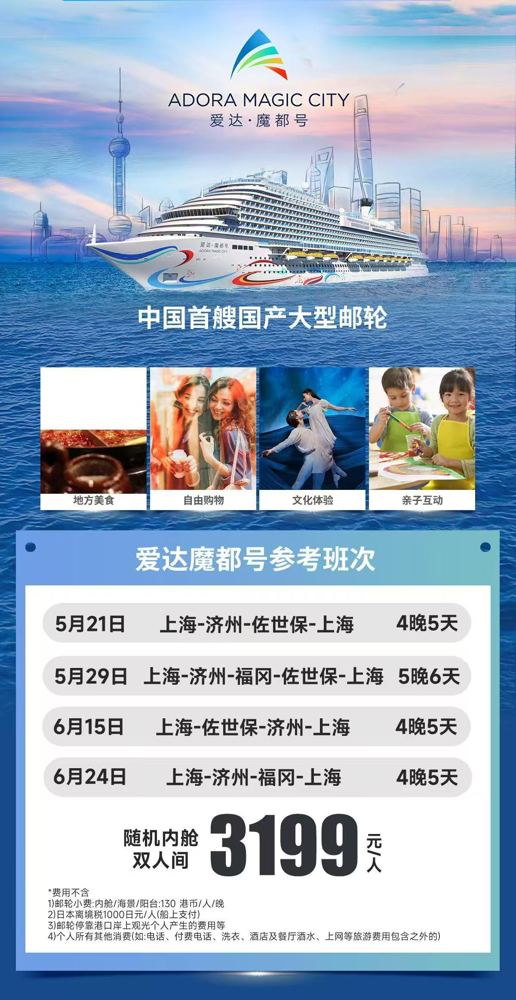 ADORA MAGIC CITY
爱达·魔都号
爱达·魔都号
ADORA MAGIC CITY
中国首艘国产大型邮轮
地方美食 自由购物 文化体验 亲子互动
爱达魔都号参考班次
5月21日 上海-济州-佐世保-上海 4晚5天
5月29日 上海-济州-福冈-佐世保-上海 5晚6天
6月15日 上海-佐世保-济州-上海 4晚5天
6月24日 上海-济州-福冈-上海 4晚5天
随机内舱
双人间
3199
元/人
*费用不含
1)邮轮小费:内舱/海景/阳台:130 港币/人/晚
2)日本离境税1000日元/人(船上支付)
3)邮轮停靠港口岸上观光个人产生的费用等
4)个人所有其他消费(如:电话、付费电话、洗衣、酒店及餐厅酒水、上网等旅游费用包含之外的)